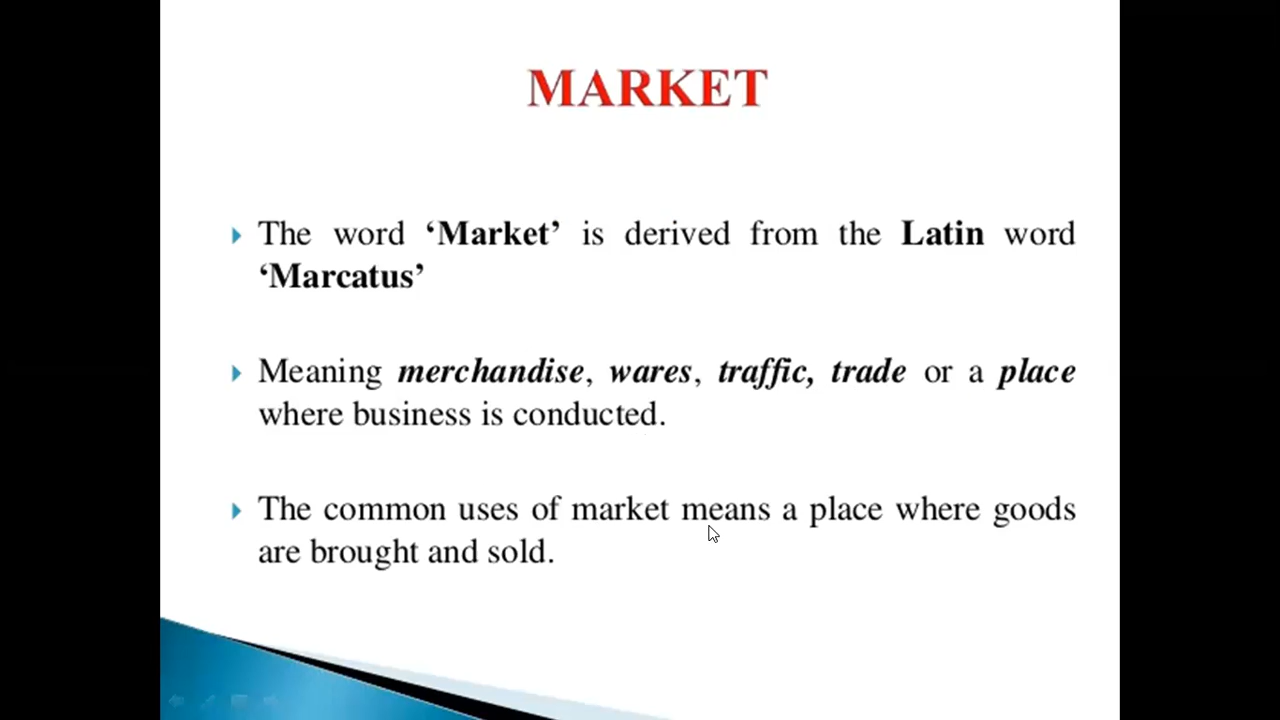 MARKET
The word ‘Market’ is derived from the Latin word
‘Marcatus’
Meaning merchandise, wares, traffic, trade or a place
where business is conducted.
The common uses of market means a place where goods
are brought and sold.